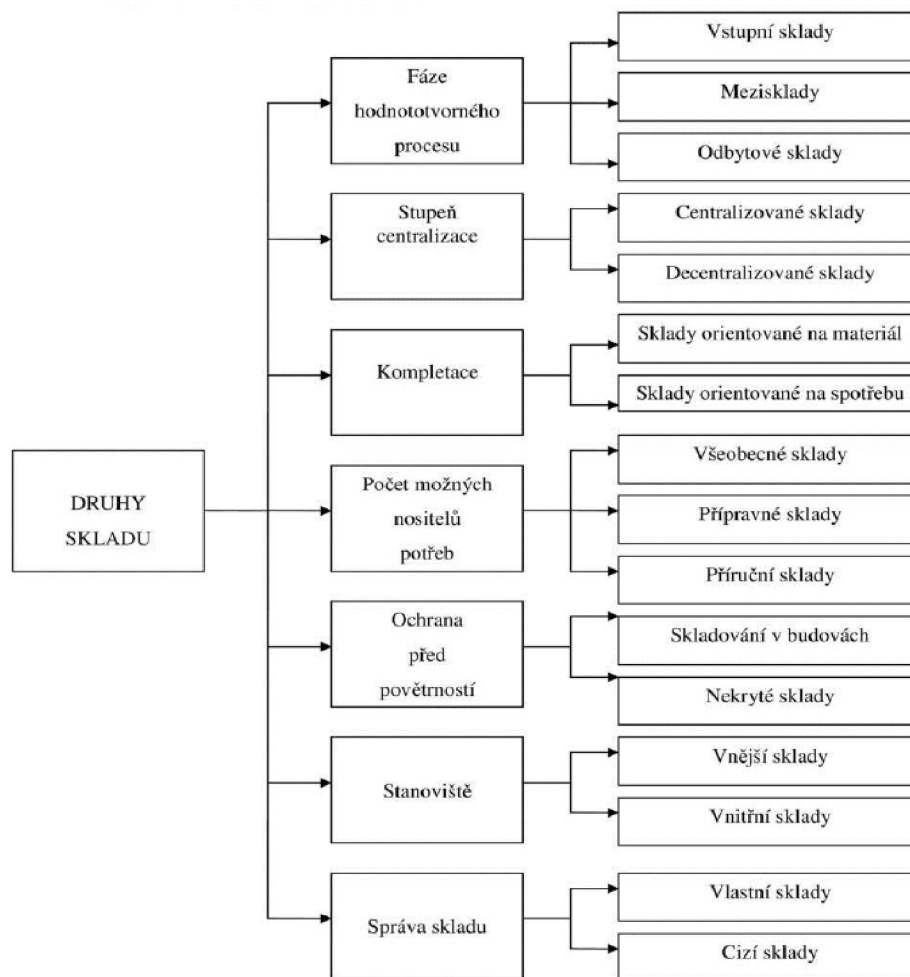 Vstupní sklady
Fáze
hodnototvorného
procesu
Mezisklady
Odbytové sklady
Stupeň
centralizace
Centralizované sklady
Decentralizované sklady
Kompletace
Sklady orientované na materiál
Sklady orientované na spotřebu
DRUHY
SKLADU
Počet možných
nositelů
potřeb
Všeobecné sklady
Přípravné sklady
Příruční sklady
Ochrana
před
povětrností
Skladování v budovách
Nekryté sklady
Stanoviště
Vnější sklady
Vnitřní sklady
Správa skladu
Vlastní sklady
Cizí sklady